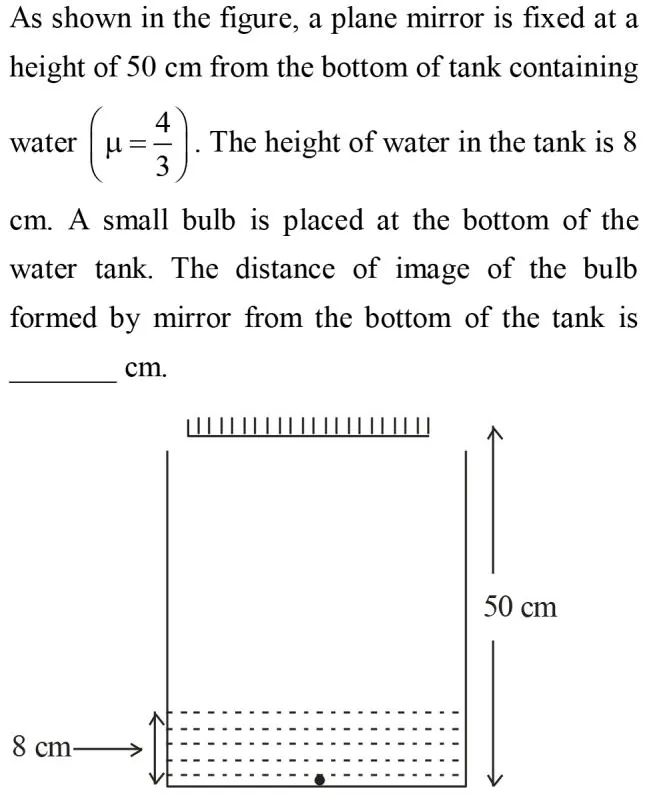 As shown in the figure, a plane mirror is fixed at a
height of 50 cm from the bottom of tank containing
water (μ = 4/3). The height of water in the tank is 8
cm. A small bulb is placed at the bottom of the
water tank. The distance of image of the bulb
formed by mirror from the bottom of the tank is
________ cm.
50 cm
8 cm